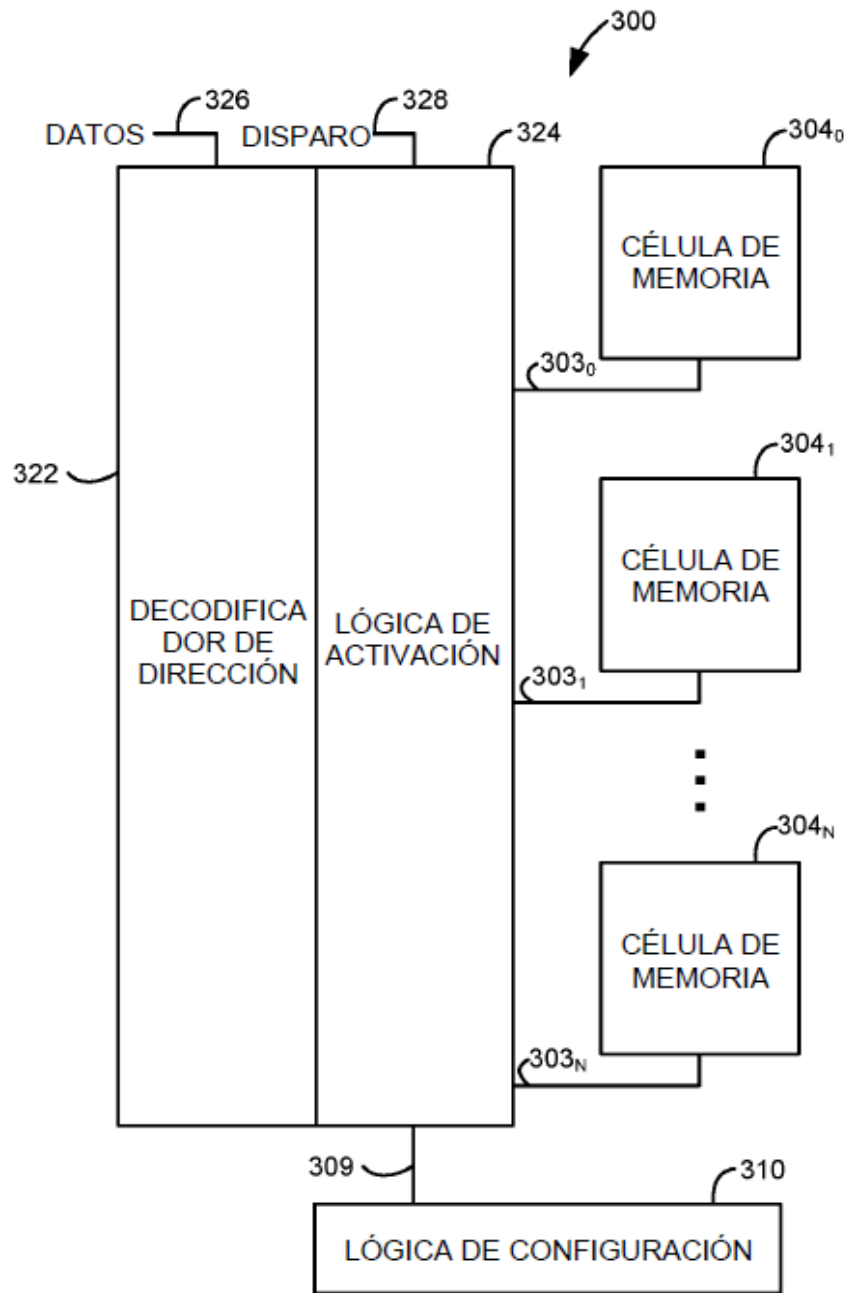 300
326
328
DATOS
DISPARO
324
304₀
CÉLULA DE
MEMORIA
303₀
304₁
322
CÉLULA DE
MEMORIA
DECODIFICA
DOR DE
DIRECCIÓN
LÓGICA DE
ACTIVACIÓN
303₁
304ₙ
CÉLULA DE
MEMORIA
303ₙ
309
310
LÓGICA DE CONFIGURACIÓN